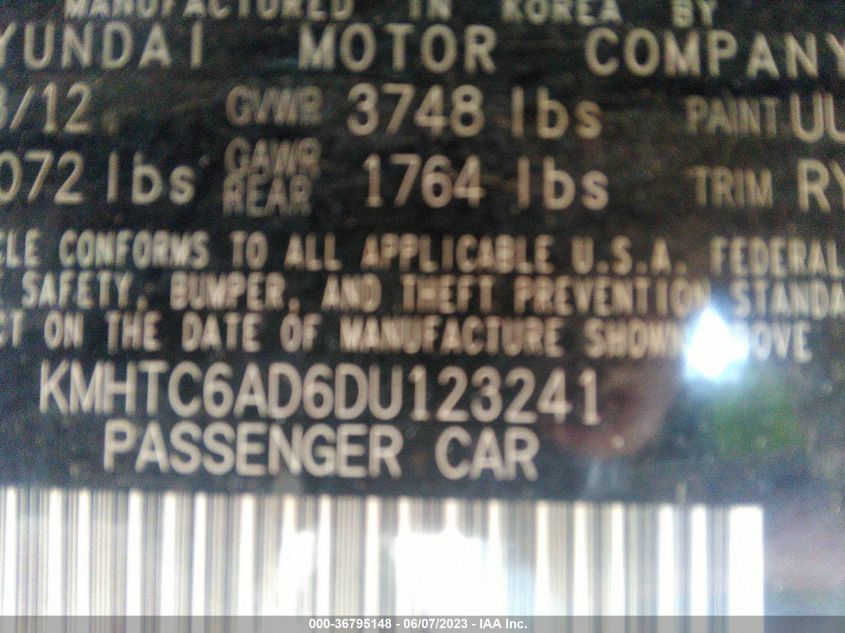 MANUFACTURED IN KOREA BY
YUNDAI MOTOR COMPANY
/12 GVWR 3748 lbs PAINT UU
072 lbs GAWR REAR 1764 lbs TRIM RY
CLE CONFORMS TO ALL APPLICABLE U.S.A. FEDERAL
SAFETY, BUMPER, AND THEFT PREVENTION STANDA
CT ON THE DATE OF MANUFACTURE SHOWN OVE
KMHTC6AD6DU123241
PASSENGER CAR
000-36795148 - 06/07/2023 - IAA Inc.